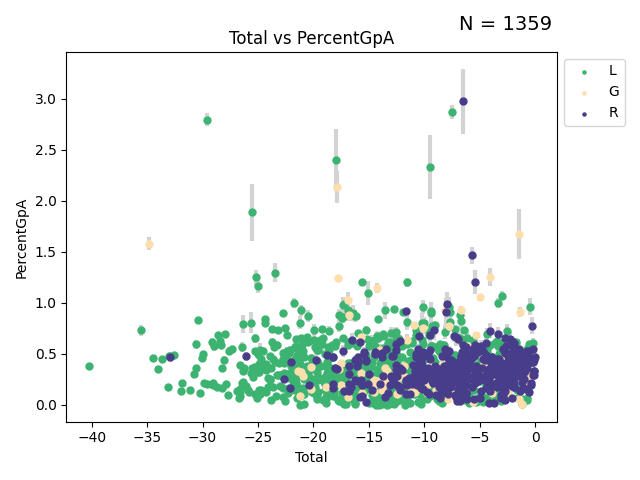 N = 1359
Total vs PercentGpA
L
G
R
PercentGpA
3.0
2.5
2.0
1.5
1.0
0.5
0.0
−40 −35 −30 −25 −20 −15 −10 −5 0
Total